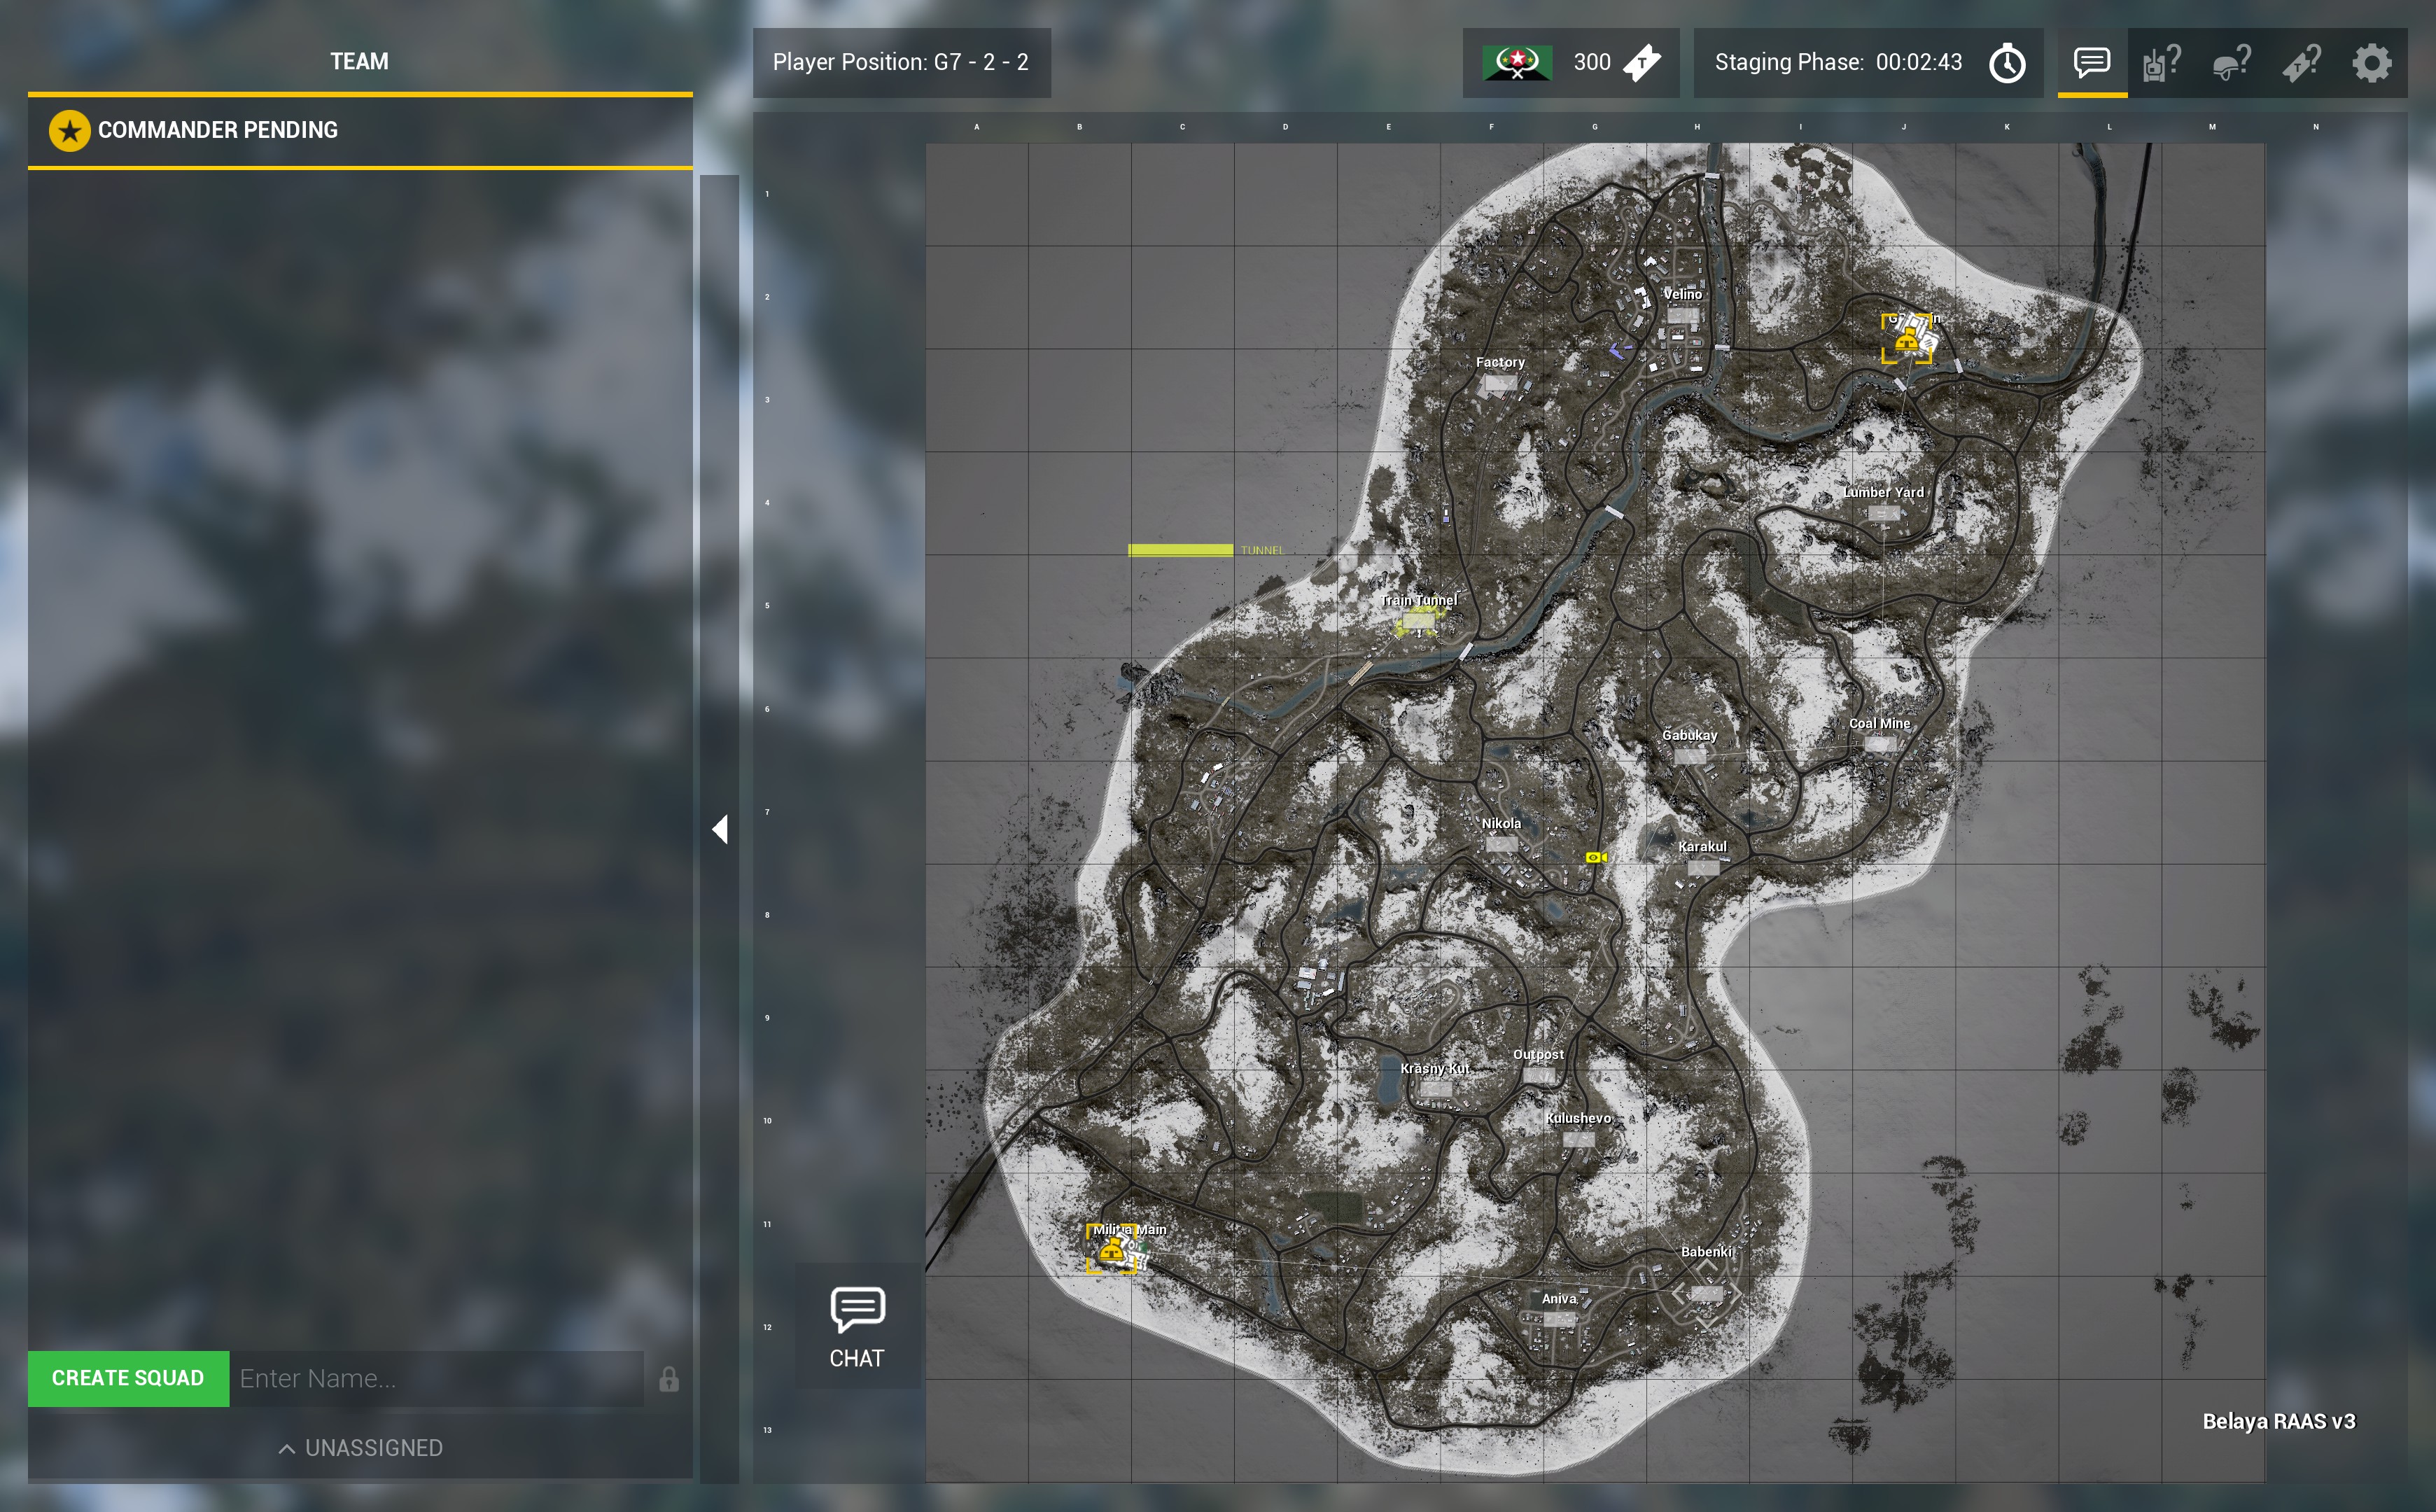 TEAM
COMMANDER PENDING
Player Position: G7 - 2 - 2
300
T
Staging Phase: 00:02:43
? ? ?
A B C D E F G H I J K L M N
1
2
3
4
5
6
7
8
9
10
11
12
13
Velino
Factory
Lumber Yard
TUNNEL
Train Tunnel
Coal Mine
Gabukay
Nikola
Karakul
Outpost
Krasny Kut
Kulushevo
Militia Main
Babenki
Aniva
CHAT
CREATE SQUAD Enter Name...
UNASSIGNED
Belaya RAAS v3